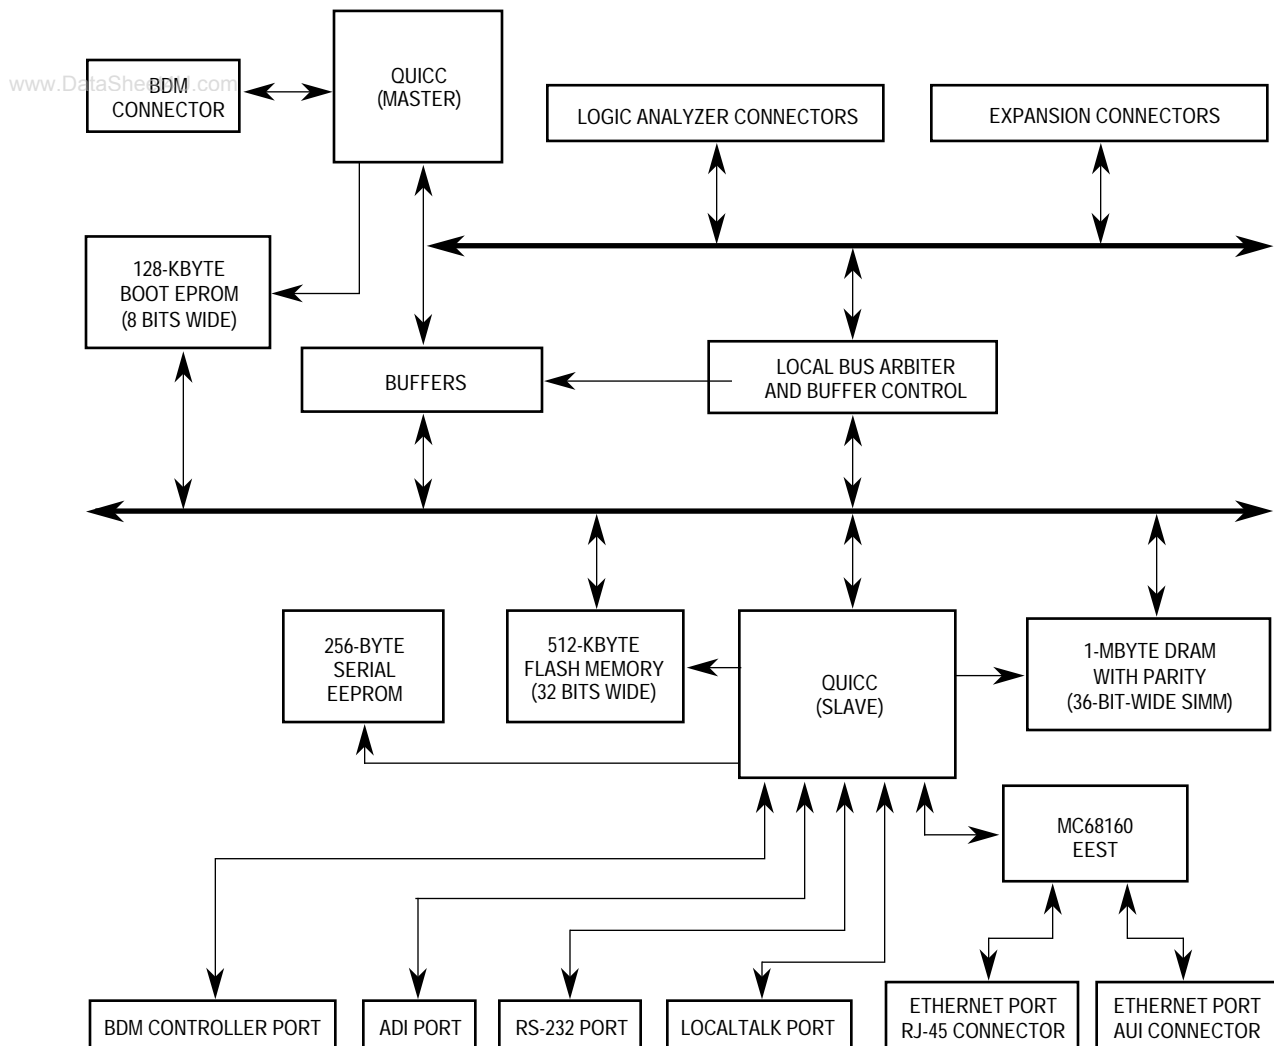 www.DataSheet4U.com
BDM
CONNECTOR
QUICC
(MASTER)
LOGIC ANALYZER CONNECTORS
EXPANSION CONNECTORS
128-KBYTE
BOOT EPROM
(8 BITS WIDE)
BUFFERS
LOCAL BUS ARBITER
AND BUFFER CONTROL
256-BYTE
SERIAL
EEPROM
512-KBYTE
FLASH MEMORY
(32 BITS WIDE)
QUICC
(SLAVE)
1-MBYTE DRAM
WITH PARITY
(36-BIT-WIDE SIMM)
MC68160
EEST
BDM CONTROLLER PORT
ADI PORT
RS-232 PORT
LOCALTALK PORT
ETHERNET PORT
RJ-45 CONNECTOR
ETHERNET PORT
AUI CONNECTOR